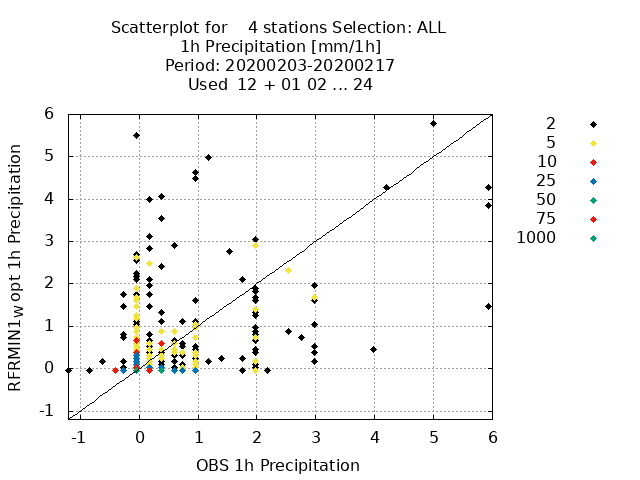 Scatterplot for 4 stations Selection: ALL
1h Precipitation [mm/1h]
Period: 20200203-20200217
Used 12 + 01 02 ... 24
RFRMIN1w opt 1h Precipitation
6
5
4
3
2
1
0
-1
-1 0 1 2 3 4 5 6
OBS 1h Precipitation
2
5
10
25
50
75
1000